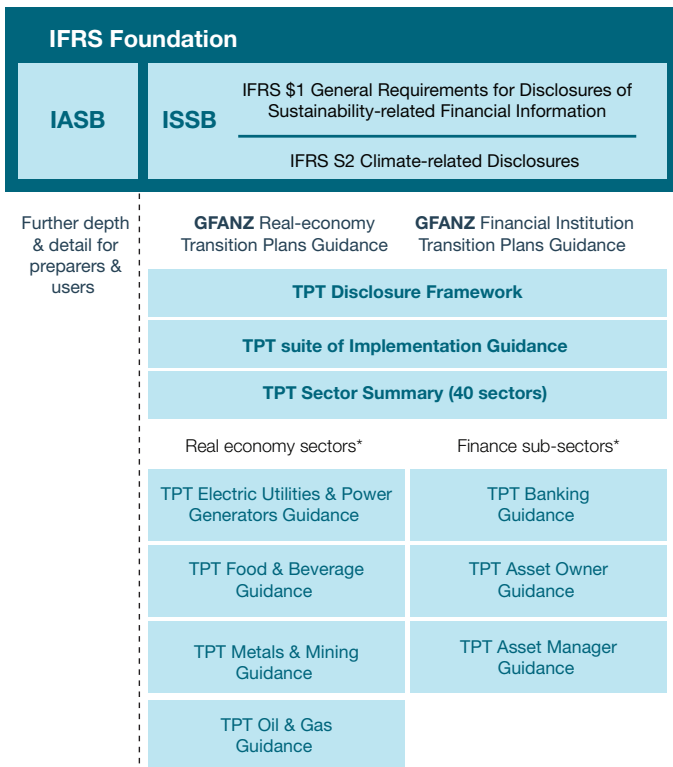 IFRS Foundation
IASB
ISSB
IFRS $1 General Requirements for Disclosures of
Sustainability-related Financial Information
IFRS S2 Climate-related Disclosures
Further depth
& detail for
preparers &
users
GFANZ Real-economy
Transition Plans Guidance
GFANZ Financial Institution
Transition Plans Guidance
TPT Disclosure Framework
TPT suite of Implementation Guidance
TPT Sector Summary (40 sectors)
Real economy sectors*
Finance sub-sectors*
TPT Electric Utilities & Power
Generators Guidance
TPT Banking
Guidance
TPT Food & Beverage
Guidance
TPT Asset Owner
Guidance
TPT Metals & Mining
Guidance
TPT Asset Manager
Guidance
TPT Oil & Gas
Guidance